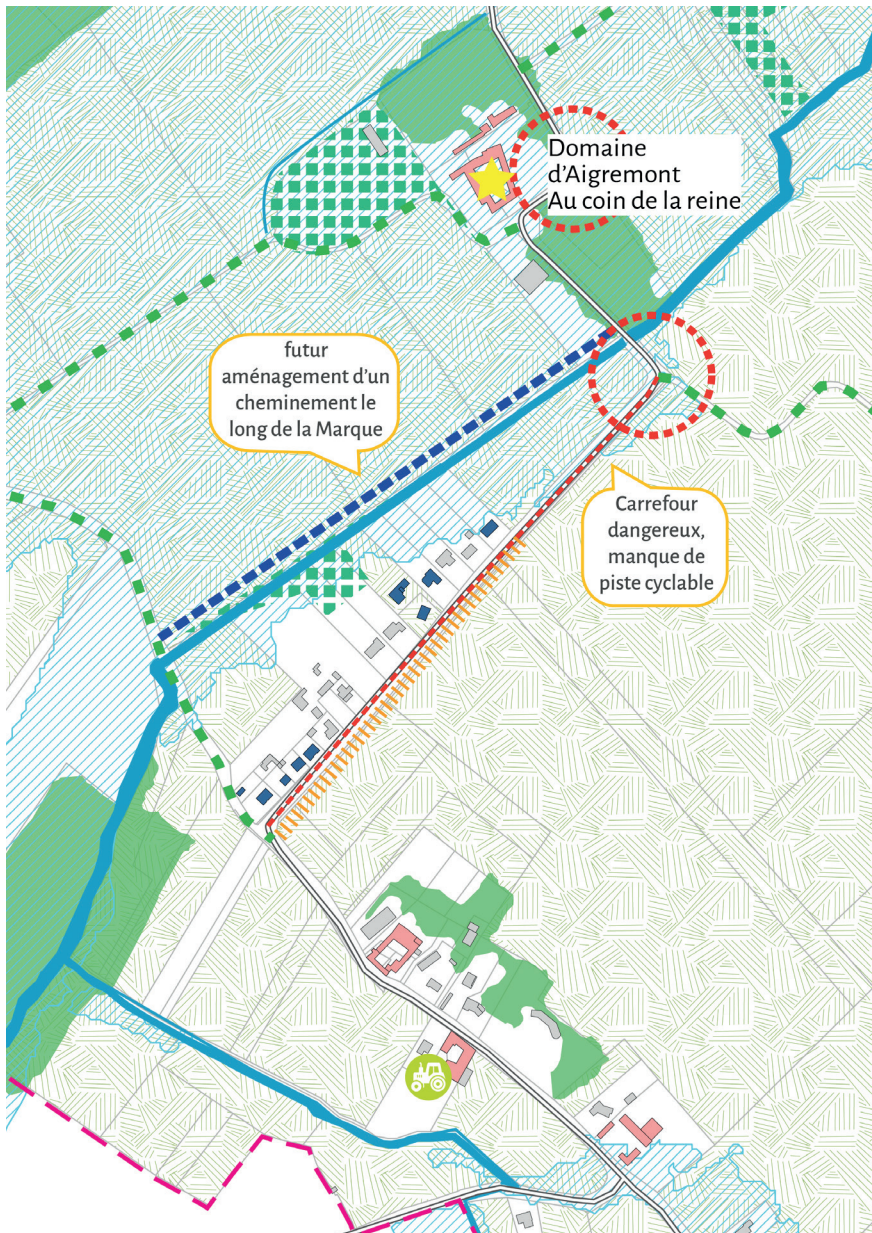 Domaine
d'Aigremont
Au coin de la reine
futur
aménagement d'un
cheminement le
long de la Marque
Carrefour
dangereux,
manque de
piste cyclable